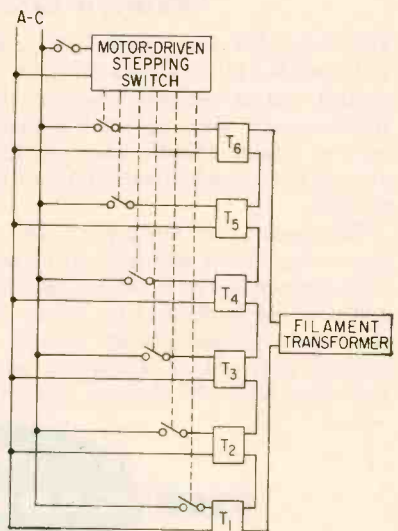 A-C
MOTOR-DRIVEN
STEPPING
SWITCH
T6
T5
T4
FILAMENT
TRANSFORMER
T3
T2
T1